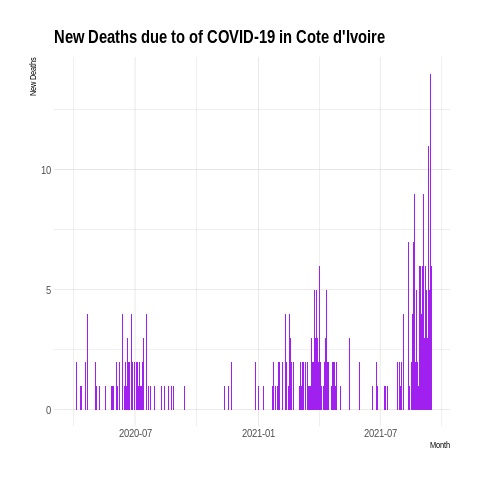 New Deaths due to of COVID-19 in Cote d'Ivoire
New Deaths
10
5
0
2020-07
2021-01
2021-07
Month